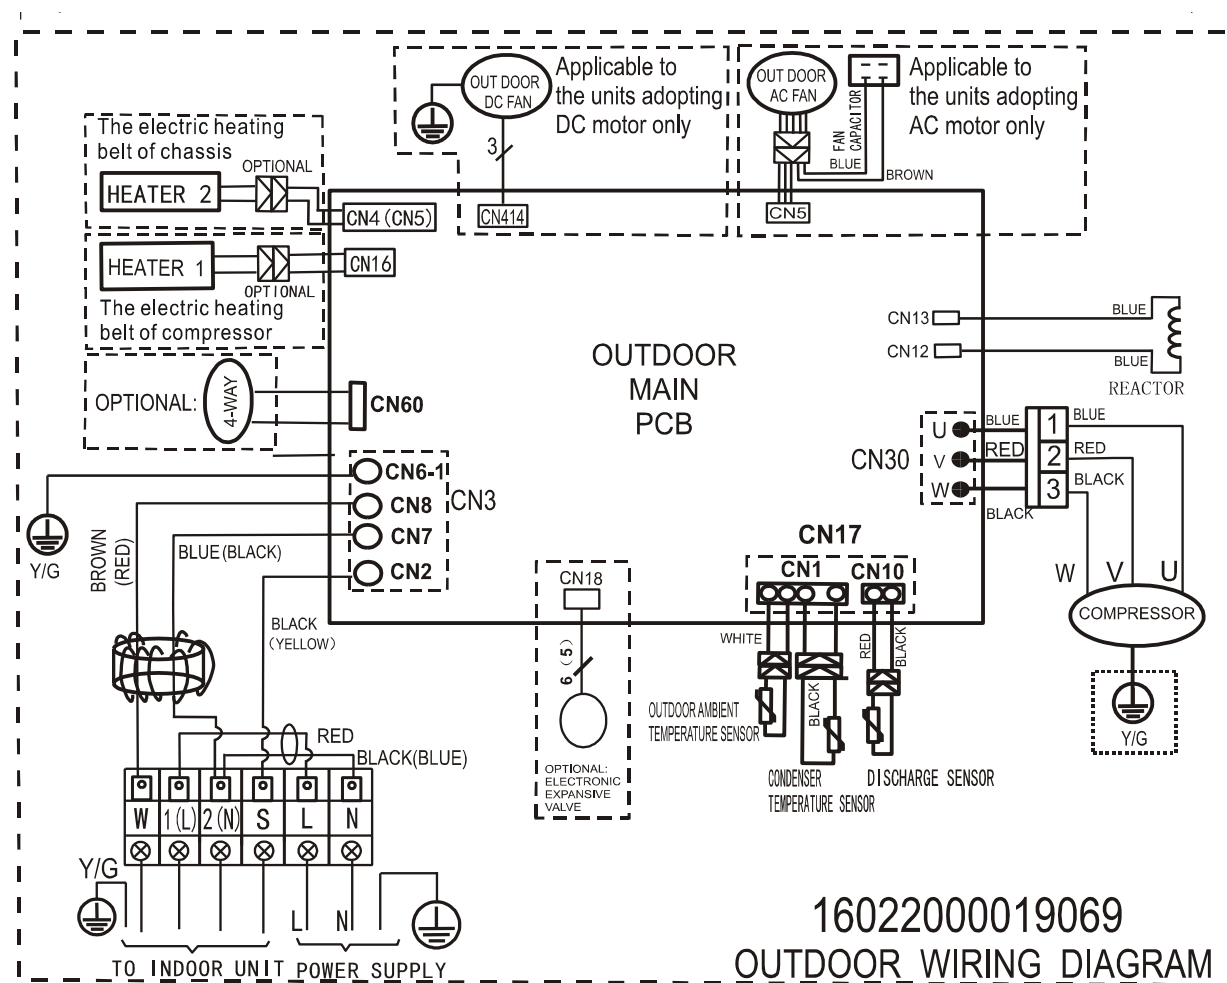 OUT DOOR
DC FAN
Applicable to
the units adopting
DC motor only
3
CN414
OUT DOOR
AC FAN
FAN
CAPACITOR
BLUE
BROWN
Applicable to
the units adopting
AC motor only
CN5
The electric heating
belt of chassis
OPTIONAL
HEATER 2
CN4 (CN5)
HEATER 1
CN16
OPTIONAL
The electric heating
belt of compressor
OPTIONAL:
4-WAY
CN60
OUTDOOR
MAIN
PCB
CN13
BLUE
CN12
BLUE
REACTOR
CN30
U
V
W
BLUE
RED
BLACK
1
2
3
BLUE
RED
BLACK
W
V
U
COMPRESSOR
Y/G
CN6-1
CN8
CN3
CN7
CN2
Y/G
BROWN
(RED)
BLUE(BLACK)
BLACK
(YELLOW)
CN18
6 (5)
OPTIONAL:
ELECTRONIC
EXPANSIVE
VALVE
CN17
CN1
CN10
WHITE
BLACK
RED
BLACK
OUTDOOR AMBIENT
TEMPERATURE SENSOR
CONDENSER
TEMPERATURE SENSOR
DISCHARGE SENSOR
RED
BLACK(BLUE)
W 1(L) 2(N) S L N
Y/G
L N
TO INDOOR UNIT
POWER SUPPLY
16022000019069
OUTDOOR WIRING DIAGRAM